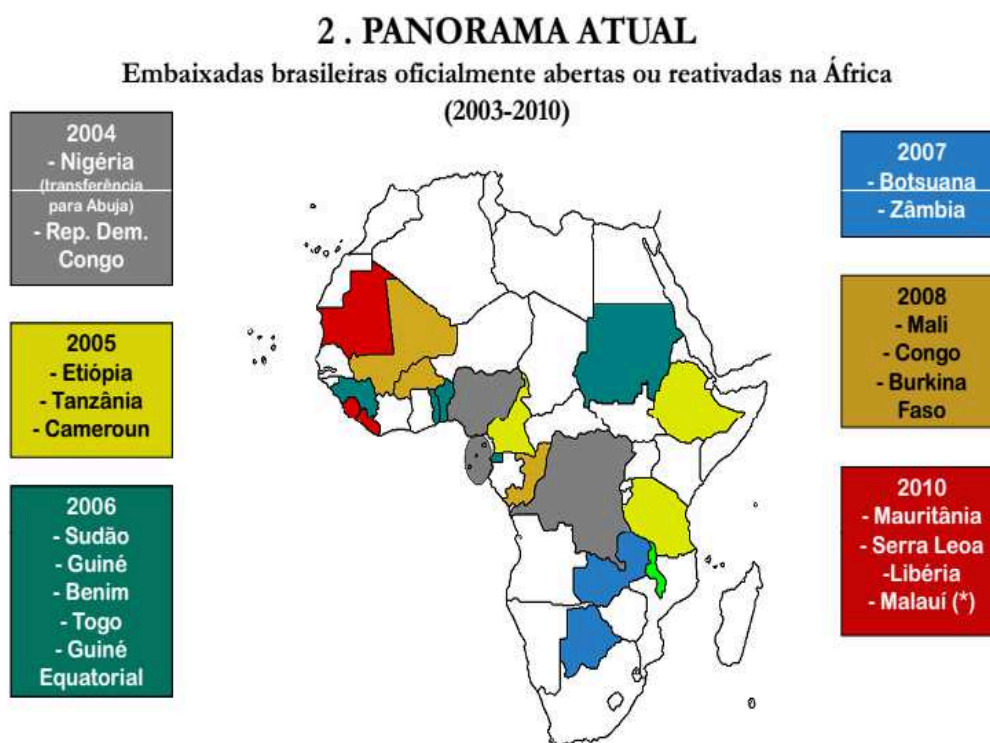 2 . PANORAMA ATUAL
Embaixadas brasileiras oficialmente abertas ou reativadas na África
(2003-2010)
2004
- Nigéria
(transferência
para Abuja)
- Rep. Dem.
Congo
2005
- Etiópia
- Tanzânia
- Cameroun
2006
- Sudão
- Guiné
- Benim
- Togo
- Guiné
Equatorial
2007
- Botsuana
- Zâmbia
2008
- Mali
- Congo
- Burkina
Faso
2010
- Mauritânia
- Serra Leoa
-Libéria
- Malauí (*)